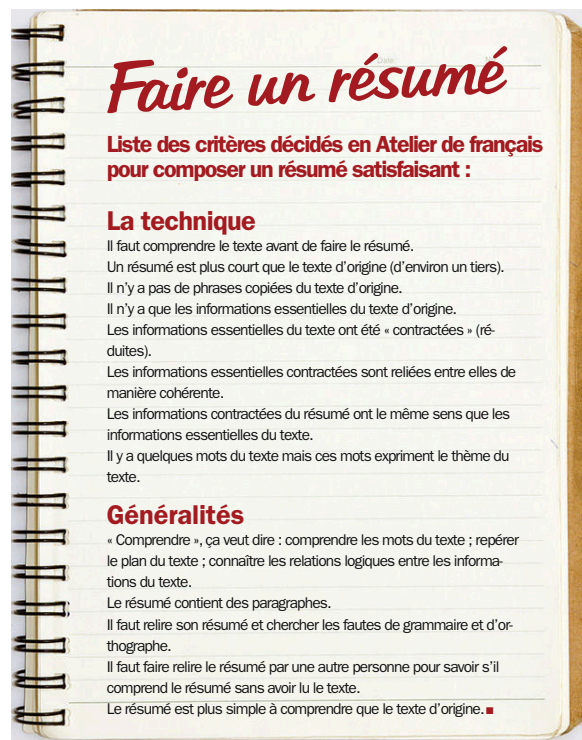 Faire un résumé
Liste des critères décidés en Atelier de français
pour composer un résumé satisfaisant :
La technique
Il faut comprendre le texte avant de faire le résumé.
Un résumé est plus court que le texte d'origine (d'environ un tiers).
Il n'y a pas de phrases copiées du texte d'origine.
Il n'y a que les informations essentielles du texte d'origine.
Les informations essentielles du texte ont été « contractées » (ré-
duites).
Les informations essentielles contractées sont reliées entre elles de
manière cohérente.
Les informations contractées du résumé ont le même sens que les
informations essentielles du texte.
Il y a quelques mots du texte mais ces mots expriment le thème du
texte.
Généralités
« Comprendre », ça veut dire : comprendre les mots du texte ; repérer
le plan du texte ; connaître les relations logiques entre les informa-
tions du texte.
Le résumé contient des paragraphes.
Il faut relire son résumé et chercher les fautes de grammaire et d'or-
thographe.
Il faut faire relire le résumé par une autre personne pour savoir s'il
comprend le résumé sans avoir lu le texte.
Le résumé est plus simple à comprendre que le texte d'origine.